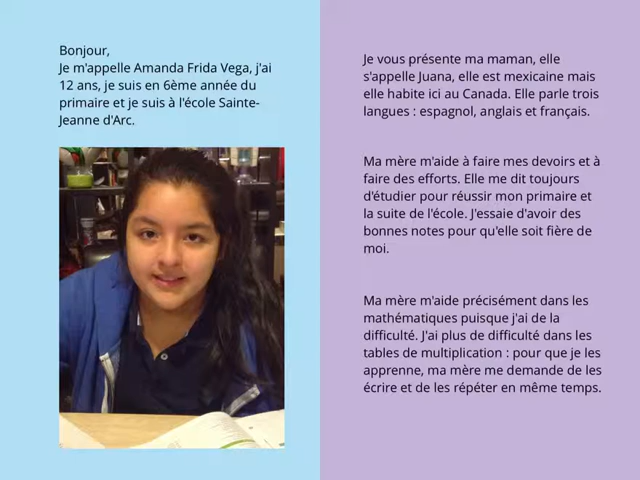 Bonjour,
Je m'appelle Amanda Frida Vega, j'ai
12 ans, je suis en 6ème année du
primaire et je suis à l'école Sainte-
Jeanne d'Arc.
Je vous présente ma maman, elle
s'appelle Juana, elle est mexicaine mais
elle habite ici au Canada. Elle parle trois
langues : espagnol, anglais et français.
Ma mère m'aide à faire mes devoirs et à
faire des efforts. Elle me dit toujours
d'étudier pour réussir mon primaire et
la suite de l'école. J'essaie d'avoir des
bonnes notes pour qu'elle soit fière de
moi.
Ma mère m'aide précisément dans les
mathématiques puisque j'ai de la
difficulté. J'ai plus de difficulté dans les
tables de multiplication : pour que je les
apprenne, ma mère me demande de les
écrire et de les répéter en même temps.